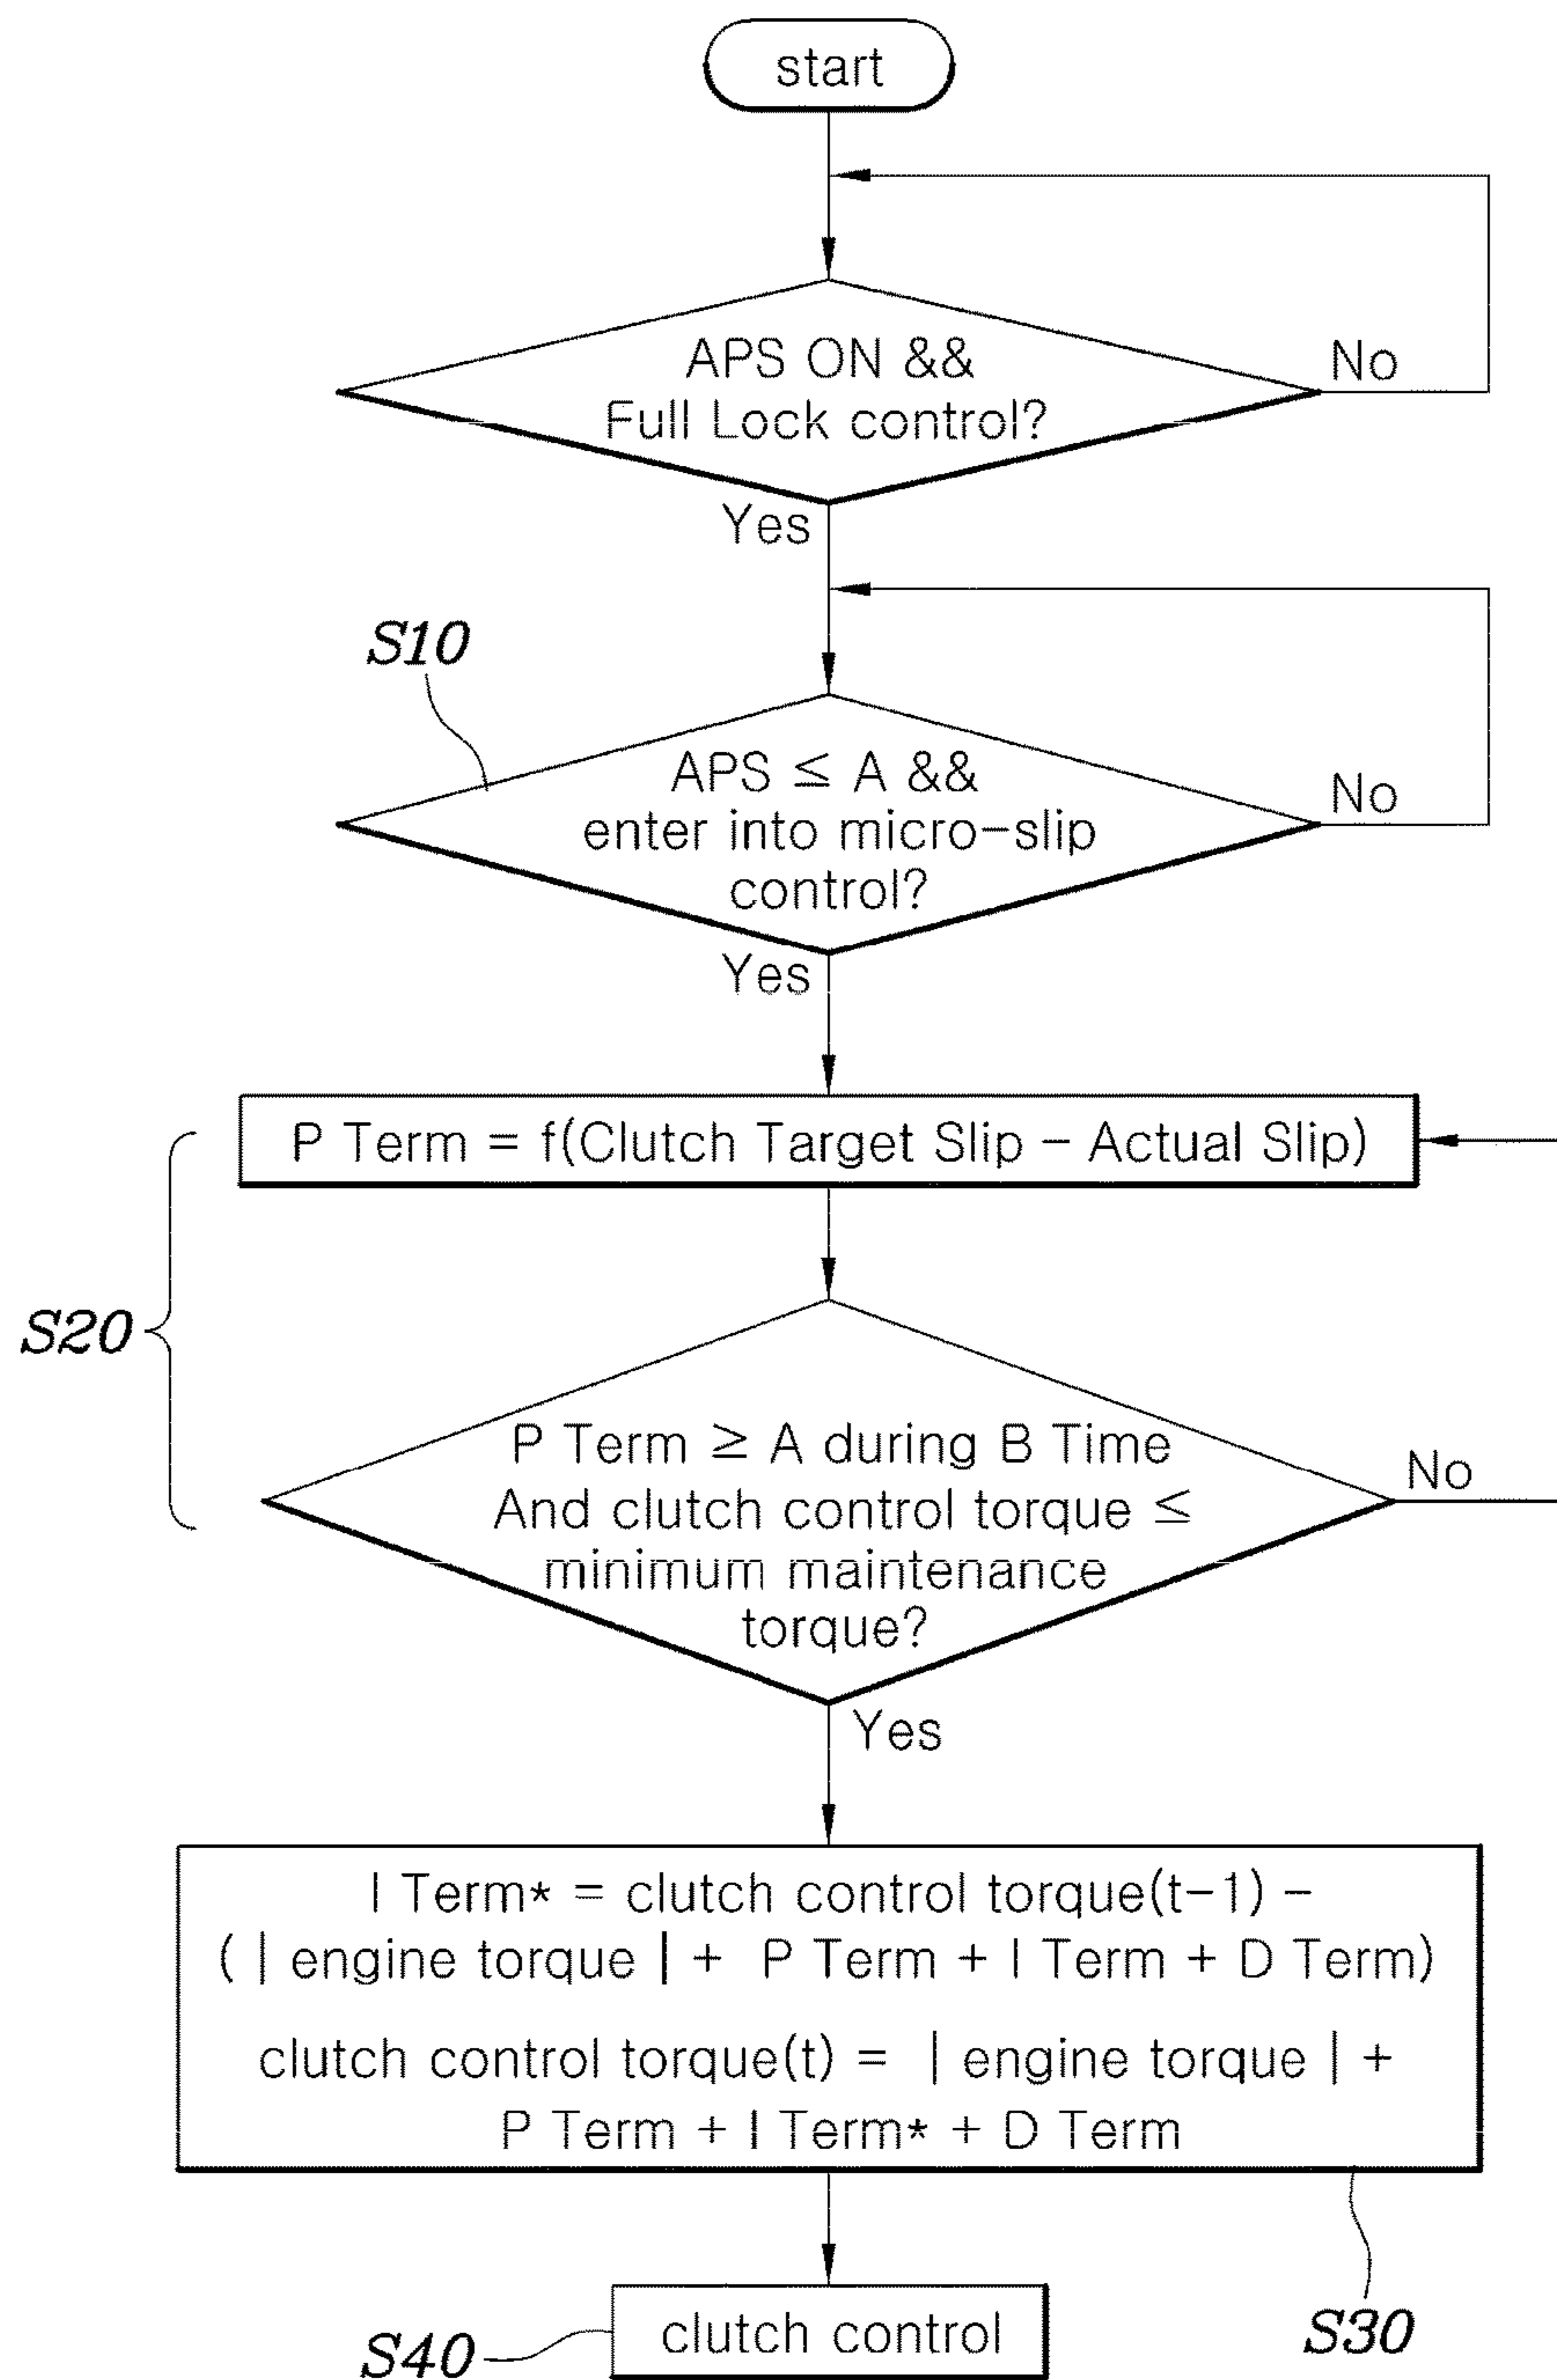 start
APS ON &&
Full Lock control?
No
Yes
S10
APS ≤ A &&
enter into micro-slip
control?
No
Yes
P Term = f(Clutch Target Slip - Actual Slip)
S20
P Term ≥ A during B Time
And clutch control torque ≤
minimum maintenance
torque?
No
Yes
I Term* = clutch control torque(t-1) -
( | engine torque | + P Term + I Term + D Term)
clutch control torque(t) = | engine torque | +
P Term + I Term* + D Term
S30
clutch control
S40